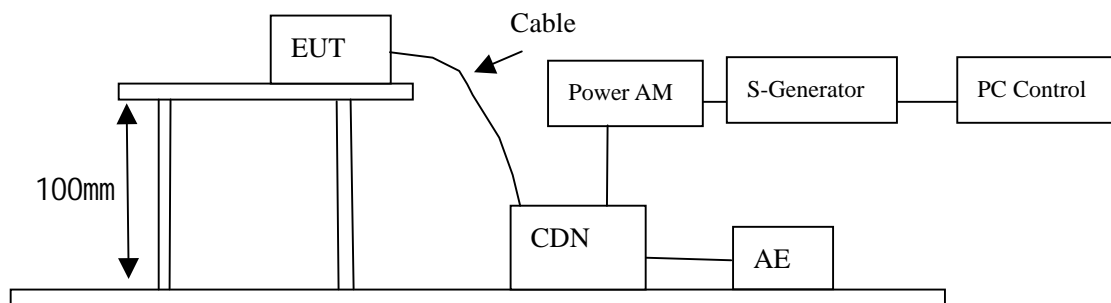 Cable
EUT
Power AM
S-Generator
PC Control
100mm
CDN
AE